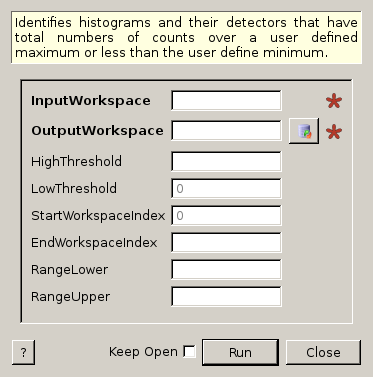 Identifies histograms and their detectors that have
total numbers of counts over a user defined
maximum or less than the user define minimum.
InputWorkspace
OutputWorkspace
HighThreshold
LowThreshold 0
StartWorkspaceIndex 0
EndWorkspaceIndex
RangeLower
RangeUpper
? Keep Open Run Close